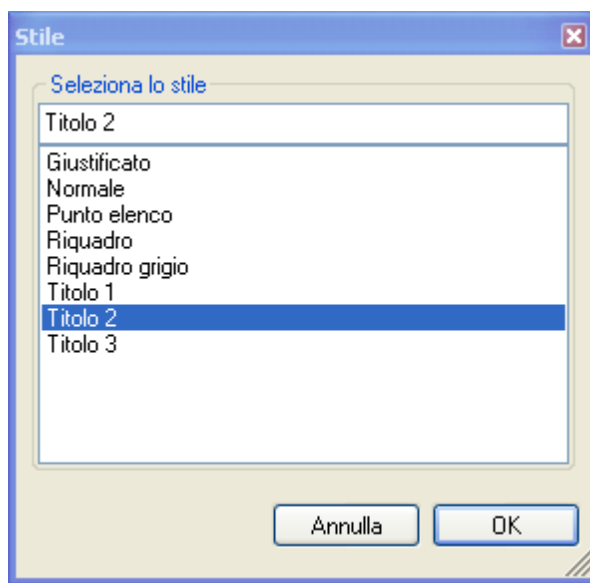 Stile
Seleziona lo stile
Titolo 2
Giustificato
Normale
Punto elenco
Riquadro
Riquadro grigio
Titolo 1
Titolo 2
Titolo 3
Annulla
OK